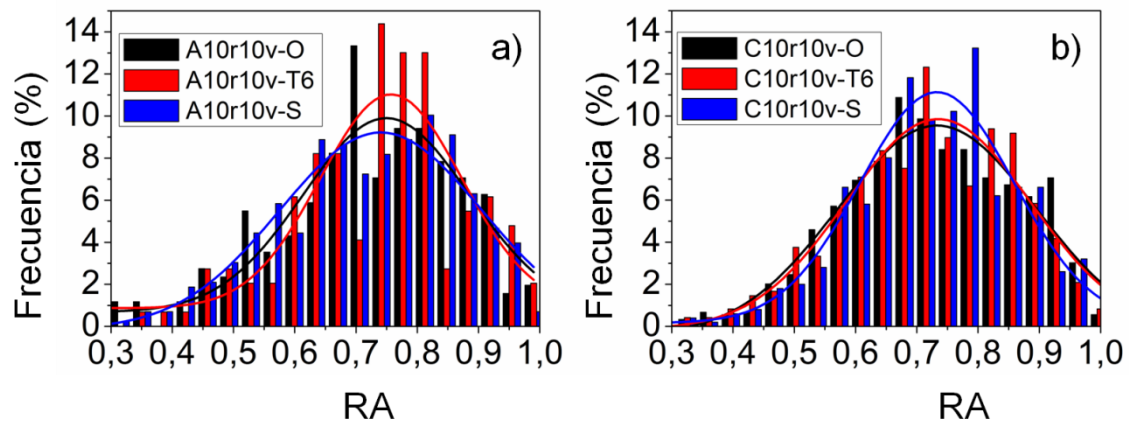 14
12
10
8
6
4
2
0
Frecuencia (%)
A10r10v-O
A10r10v-T6
A10r10v-S
a)
0,3 0,4 0,5 0,6 0,7 0,8 0,9 1,0
RA
14
12
10
8
6
4
2
0
Frecuencia (%)
C10r10v-O
C10r10v-T6
C10r10v-S
b)
0,3 0,4 0,5 0,6 0,7 0,8 0,9 1,0
RA